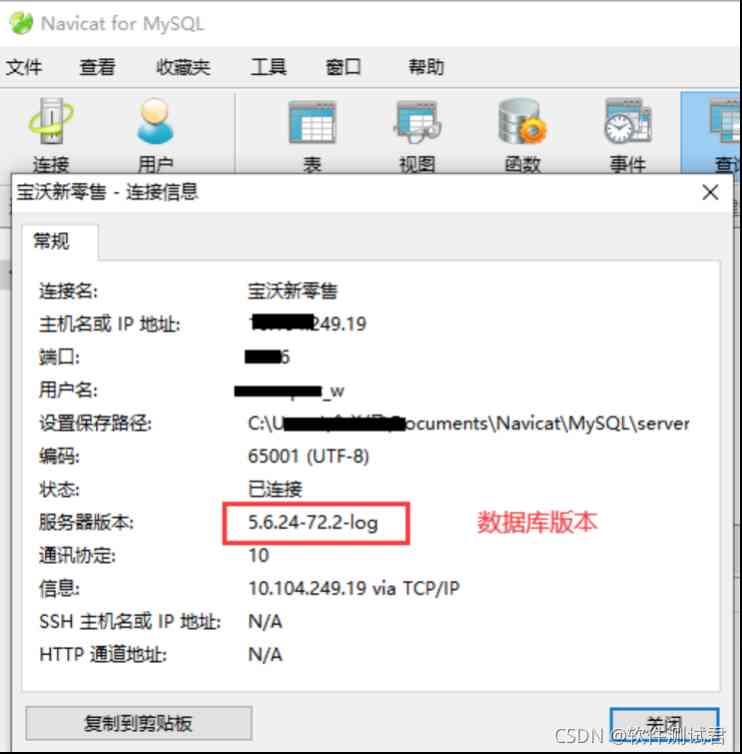 Navicat for MySQL
文件 查看 收藏夹 工具 窗口 帮助
连接 用户 表 视图 函数 事件
宝沃新零售 - 连接信息
常规
连接名: 宝沃新零售
主机名或 IP 地址: 249.19
端口: 6
用户名: _w
设置保存路径: C:\U ocuments\Navicat\MySQL\server
编码: 65001 (UTF-8)
状态: 已连接
服务器版本: 5.6.24-72.2-log 数据库版本
通讯协定: 10
信息: 10.104.249.19 via TCP/IP
SSH 主机名或 IP 地址: N/A
HTTP 通道地址: N/A
复制到剪贴板 关闭
CSDN @软件测试君